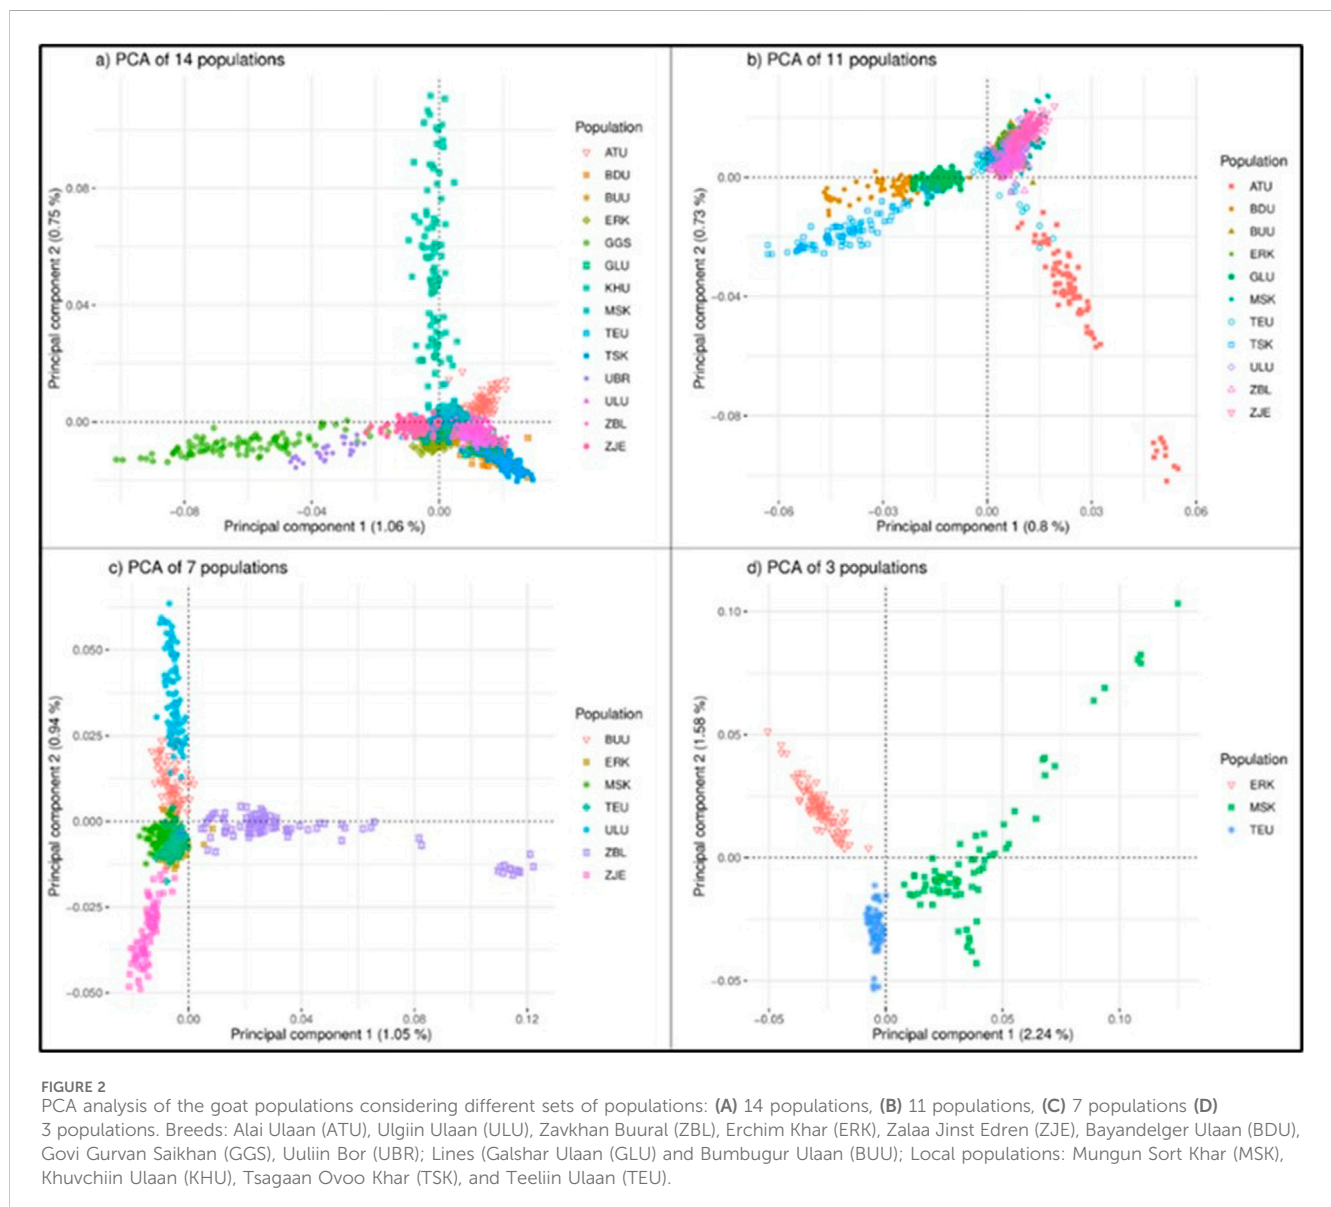 a) PCA of 14 populations
Principal component 2 (0.75 %)
0.08
0.04
0.00
−0.08
−0.04
0.00
Principal component 1 (1.06 %)
Population
ATU
BDU
BUU
ERK
GGS
GLU
KHU
MSK
TEU
TSK
UBR
ULU
ZBL
ZJE
b) PCA of 11 populations
Principal component 2 (0.73 %)
0.00
−0.04
−0.08
−0.06
−0.03
0.00
0.03
0.06
Principal component 1 (0.8 %)
Population
ATU
BDU
BUU
ERK
GLU
MSK
TEU
TSK
ULU
ZBL
ZJE
c) PCA of 7 populations
Principal component 2 (0.94 %)
0.050
0.025
0.000
−0.025
−0.050
0.00
0.04
0.08
0.12
Principal component 1 (1.05 %)
Population
BUU
ERK
MSK
TEU
ULU
ZBL
ZJE
d) PCA of 3 populations
Principal component 2 (1.58 %)
0.10
0.05
0.00
−0.05
−0.05
0.00
0.05
0.10
Principal component 1 (2.24 %)
Population
ERK
MSK
TEU
FIGURE 2
PCA analysis of the goat populations considering different sets of populations: (A) 14 populations, (B) 11 populations, (C) 7 populations (D)
3 populations. Breeds: Alai Ulaan (ATU), Ulgiin Ulaan (ULU), Zavkhan Buural (ZBL), Erchim Khar (ERK), Zalaa Jinst Edren (ZJE), Bayandelger Ulaan (BDU),
Govi Gurvan Saikhan (GGS), Uuliin Bor (UBR); Lines (Galshar Ulaan (GLU) and Bumbugur Ulaan (BUU); Local populations: Mungun Sort Khar (MSK),
Khuvchiin Ulaan (KHU), Tsagaan Ovoo Khar (TSK), and Teeliin Ulaan (TEU).